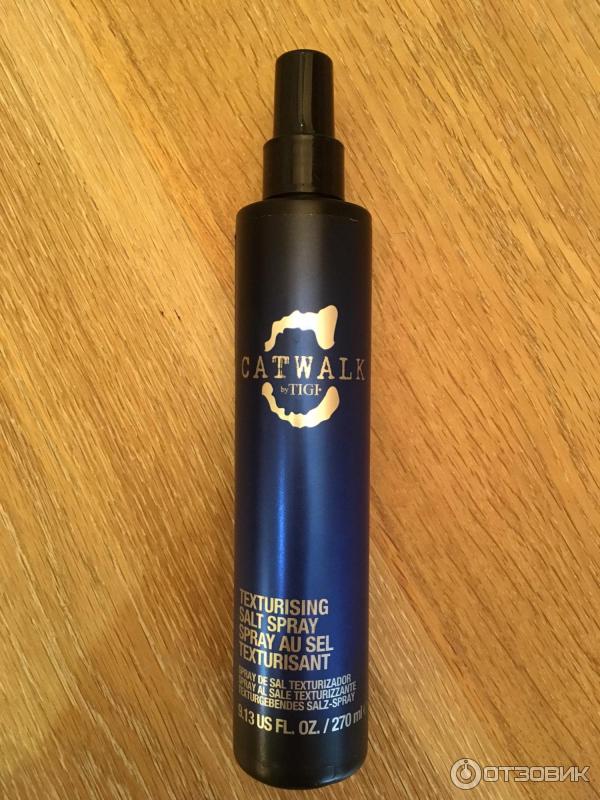 CATWALK
by TIGI
TEXTURISING
SALT SPRAY
SPRAY AU SEL
TEXTURISANT
SPRAY DE SAL TEXTURIZADOR
SPRAY AL SALE TEXTURIZZANTE
TEXTURGEBENDES SALZ-SPRAY
9.13 US FL. OZ. / 270 ml e
ОТЗОВИК